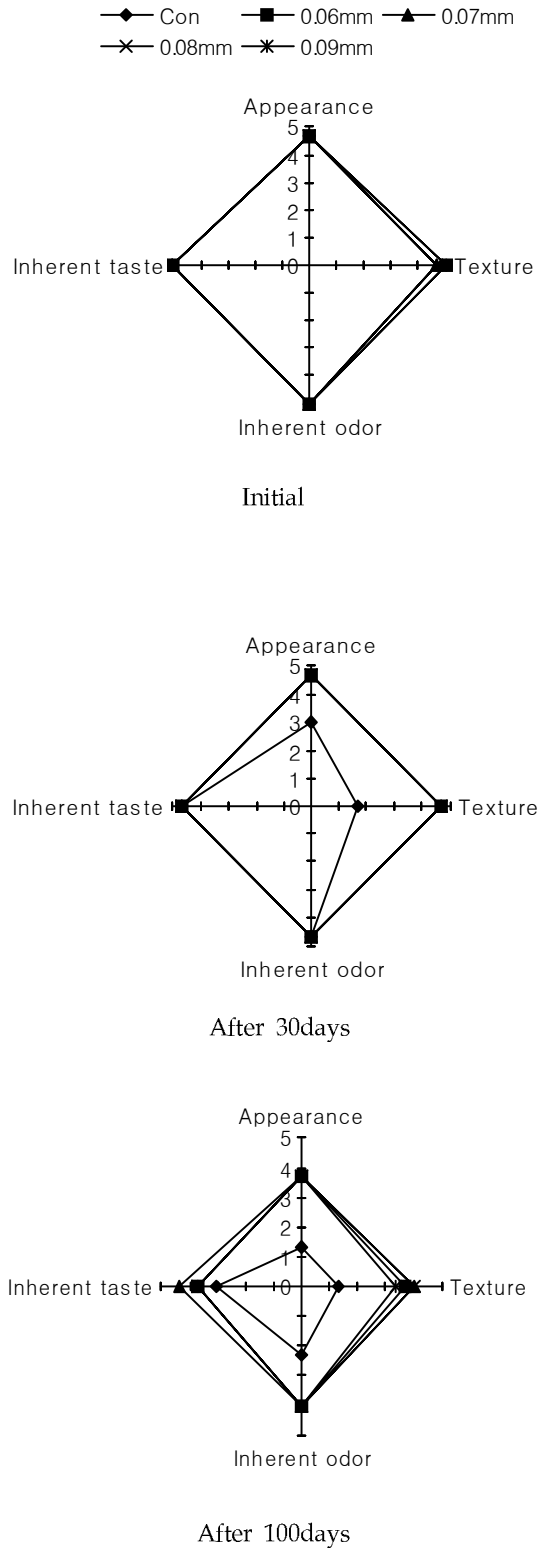 Con 0.06mm 0.07mm
0.08mm 0.09mm
Appearance
5
4
3
2
1
Inherent taste 0 Texture
Inherent odor
Initial
Appearance
5
4
3
2
1
Inherent taste 0 Texture
Inherent odor
After 30days
Appearance
5
4
3
2
1
Inherent taste 0 Texture
Inherent odor
After 100days